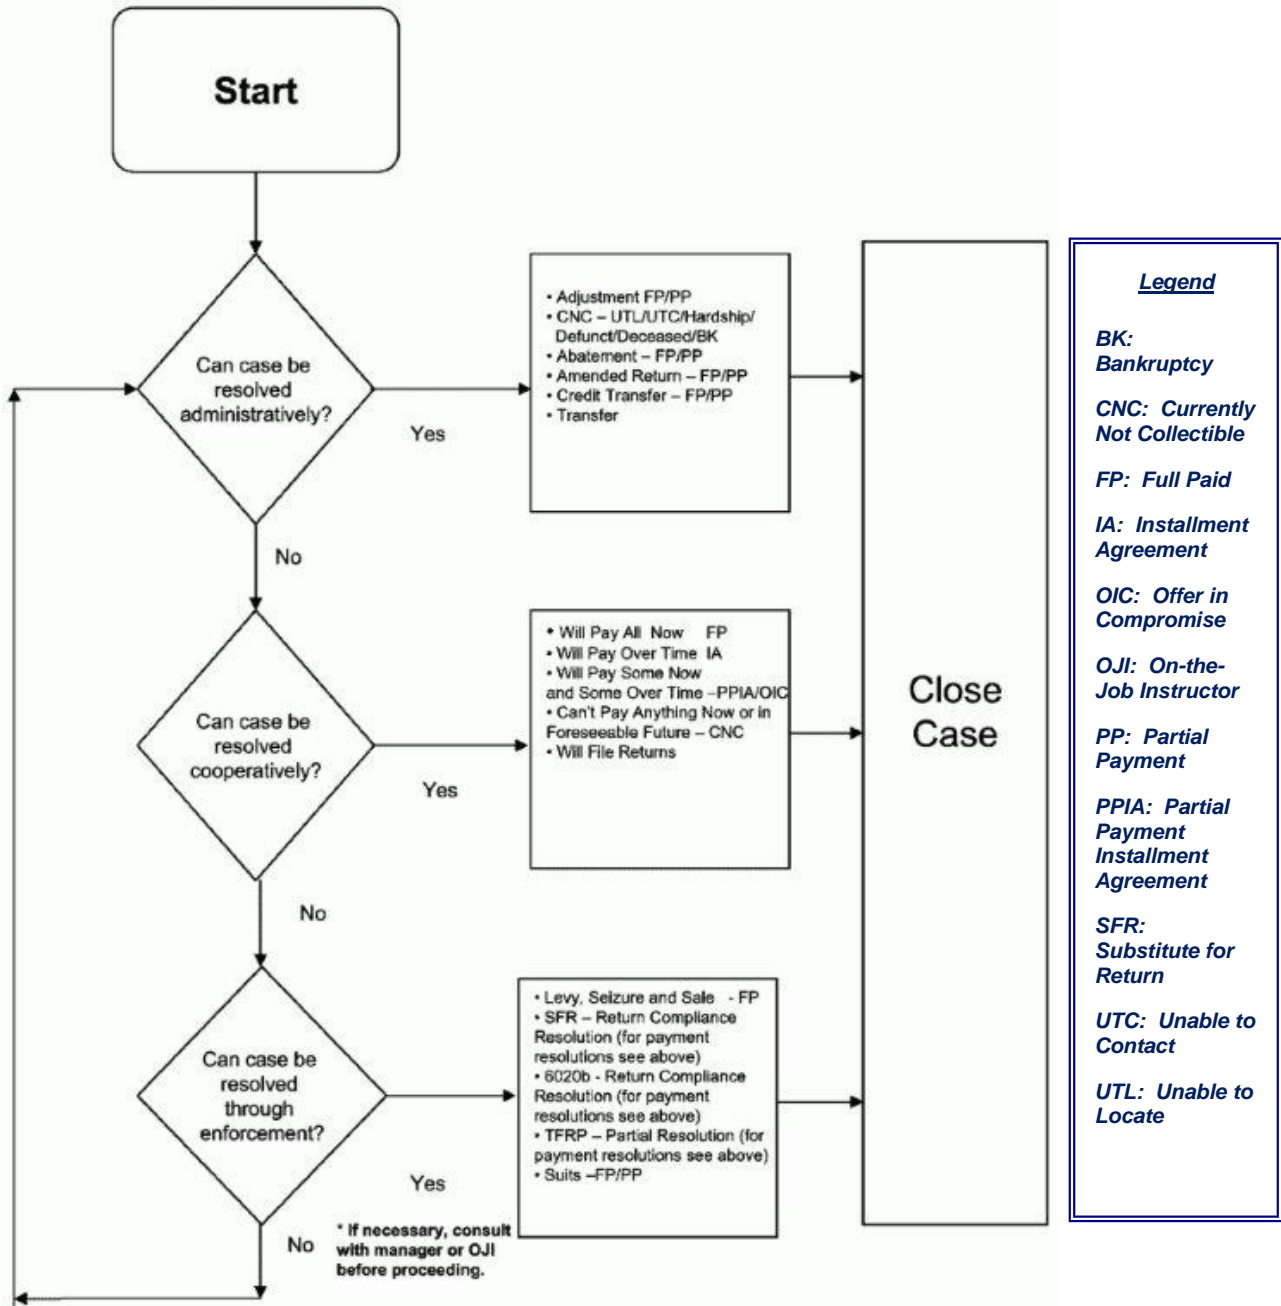 Start
Can case be
resolved
administratively?
Yes
No
• Adjustment FP/PP
• CNC – UTL/UTC/Hardship/
Defunct/Deceased/BK
• Abatement – FP/PP
• Amended Return – FP/PP
• Credit Transfer – FP/PP
• Transfer
Can case be
resolved
cooperatively?
Yes
No
• Will Pay All Now FP
• Will Pay Over Time IA
• Will Pay Some Now
and Some Over Time –PPIA/OIC
• Can't Pay Anything Now or in
Foreseeable Future – CNC
• Will File Returns
Can case be
resolved
through
enforcement?
Yes
No
* If necessary, consult
with manager or OJI
before proceeding.
• Levy, Seizure and Sale - FP
• SFR – Return Compliance
Resolution (for payment
resolutions see above)
• 6020b - Return Compliance
Resolution (for payment
resolutions see above)
• TFRP – Partial Resolution (for
payment resolutions see above)
• Suits –FP/PP
Close
Case
Legend
BK:
Bankruptcy
CNC: Currently
Not Collectible
FP: Full Paid
IA: Installment
Agreement
OIC: Offer in
Compromise
OJI: On-the-
Job Instructor
PP: Partial
Payment
PPIA: Partial
Payment
Installment
Agreement
SFR:
Substitute for
Return
UTC: Unable to
Contact
UTL: Unable to
Locate